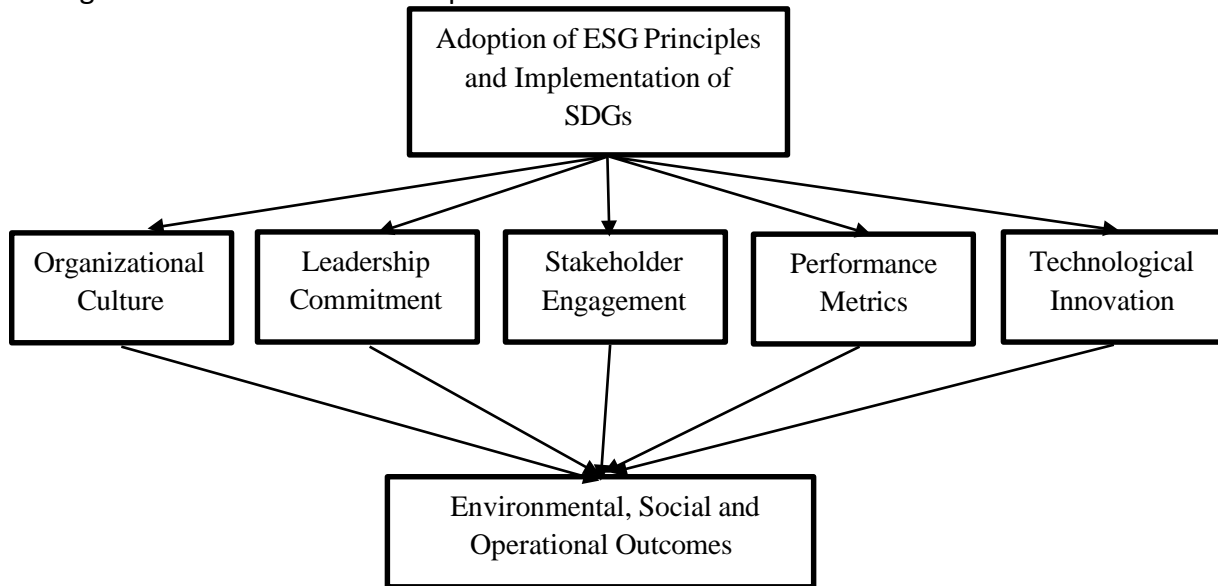 Adoption of ESG Principles
and Implementation of
SDGs
Organizational
Culture
Leadership
Commitment
Stakeholder
Engagement
Performance
Metrics
Technological
Innovation
Environmental, Social and
Operational Outcomes